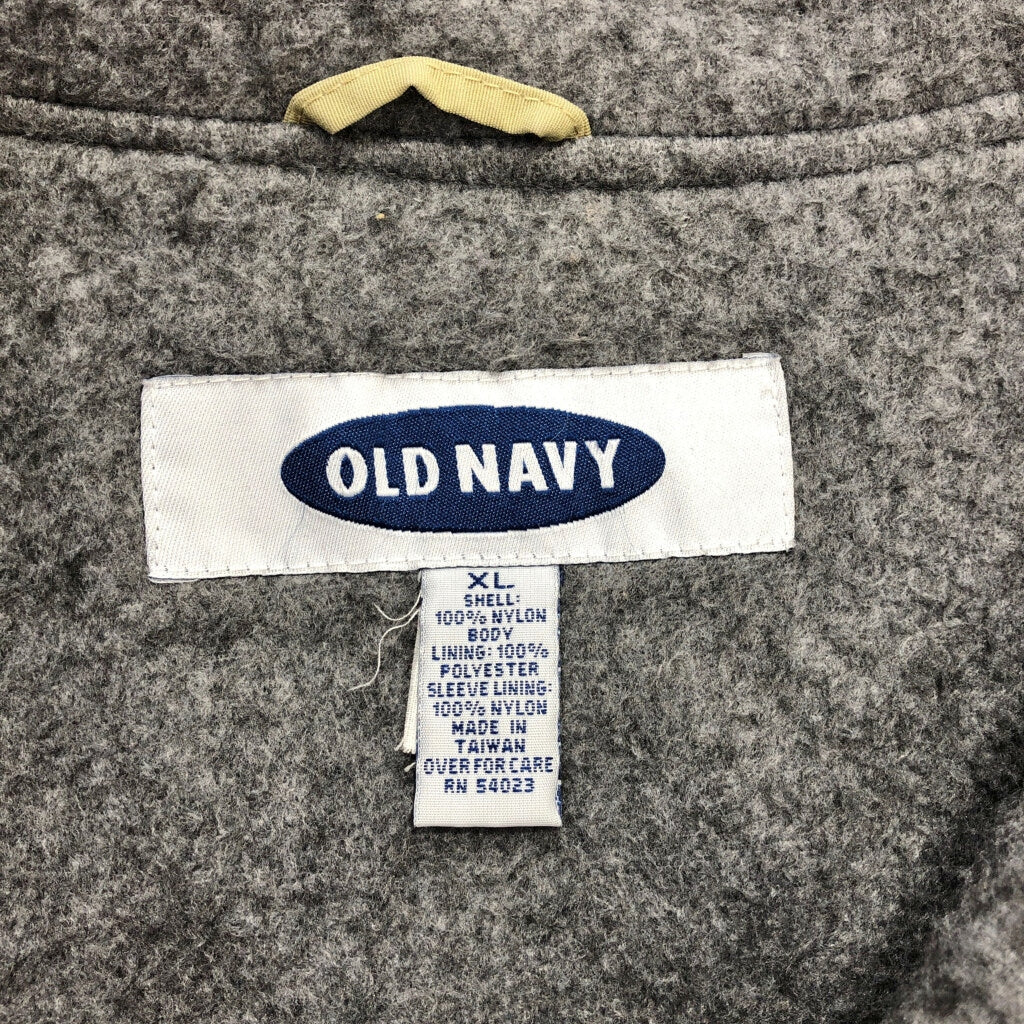 OLD NAVY
XL
SHELL:
100% NYLON
BODY
LINING: 100%
POLYESTER
SLEEVE LINING:
100% NYLON
MADE IN
TAIWAN
OVER FOR CARE
RN 54023